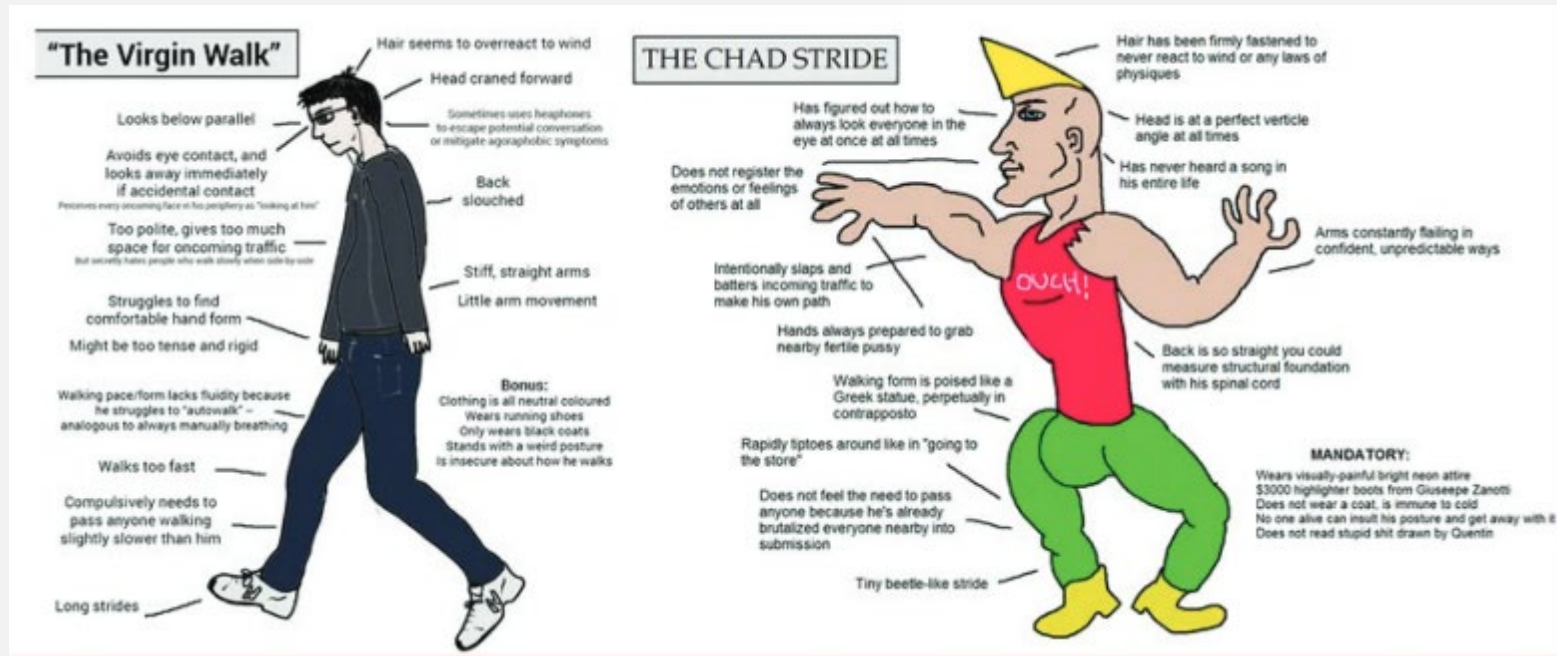 "The Virgin Walk"
Hair seems to overreact to wind
Head craned forward
Looks below parallel
Sometimes uses heaphones
to escape potential conversation
or mitigate agoraphobic symptoms
Avoids eye contact, and
looks away immediately
if accidental contact
Perceives every oncoming face in his periphery as "looking at him"
Back
slouched
Too polite, gives too much
space for oncoming traffic
But secretly hates people who walk slowly when side-by-side
Stiff, straight arms
Little arm movement
Struggles to find
comfortable hand form
Might be too tense and rigid
Walking pace/form lacks fluidity because
he struggles to "autowalk" –
analogous to always manually breathing
Bonus:
Clothing is all neutral coloured
Wears running shoes
Only wears black coats
Stands with a weird posture
Is insecure about how he walks
Walks too fast
Compulsively needs to
pass anyone walking
slightly slower than him
Long strides
THE CHAD STRIDE
Hair has been firmly fastened to
never react to wind or any laws of
physiques
Has figured out how to
always look everyone in the
eye at once at all times
Head is at a perfect verticle
angle at all times
Has never heard a song in
his entire life
Does not register the
emotions or feelings
of others at all
Arms constantly flailing in
confident, unpredictable ways
OUCH!
Intentionally slaps and
batters incoming traffic to
make his own path
Hands always prepared to grab
nearby fertile pussy
Back is so straight you could
measure structural foundation
with his spinal cord
Walking form is poised like a
Greek statue, perpetually in
contrapposto
Rapidly tiptoes around like in "going to
the store"
Does not feel the need to pass
anyone because he's already
brutalized everyone nearby into
submission
Tiny beetle-like stride
MANDATORY:
Wears visually-painful bright neon attire
$3000 highlighter boots from Giuseepe Zanotti
Does not wear a coat, is immune to cold
No one alive can insult his posture and get away with it
Does not read stupid shit drawn by Quentin